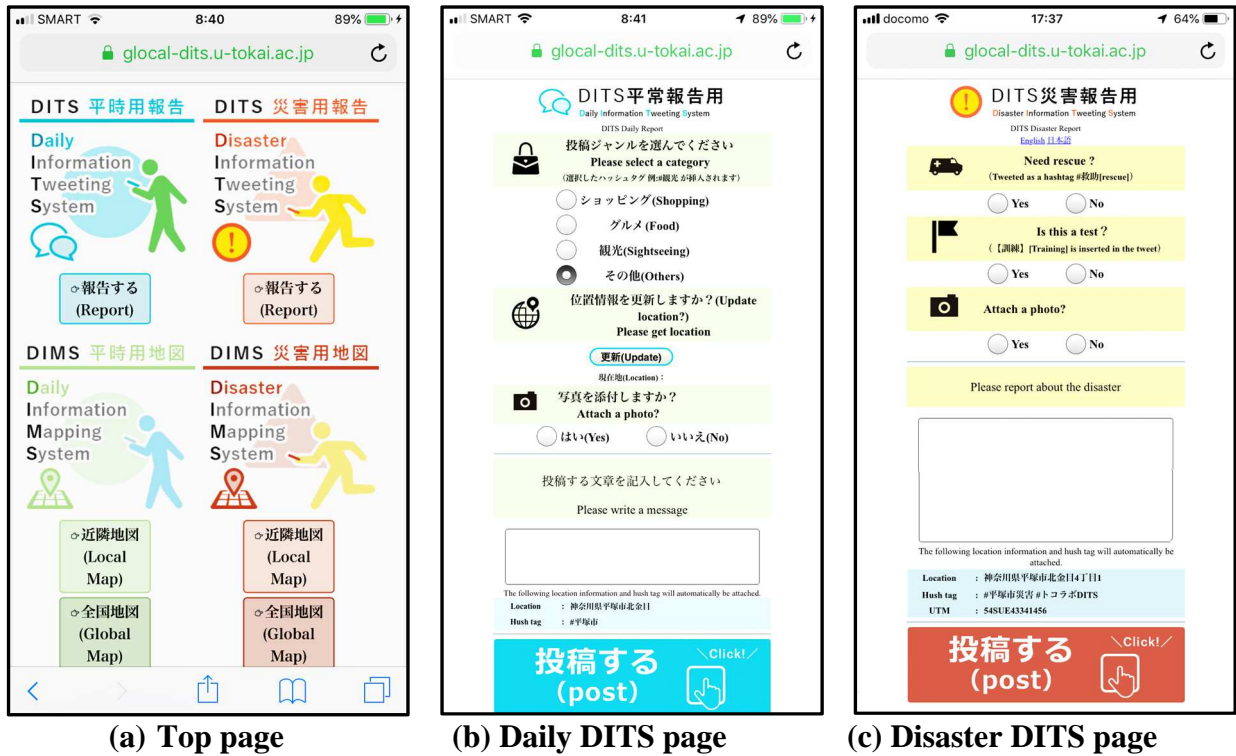 SMART 8:40 89%
glocal-dits.u-tokai.ac.jp
DITS 平時用報告
Daily
Information
Tweeting
System
☞報告する
(Report)
DITS 災害用報告
Disaster
Information
Tweeting
System
!
☞報告する
(Report)
DIMS 平時用地図
Daily
Information
Mapping
System
☞近隣地図
(Local
Map)
☞全国地図
(Global
Map)
DIMS 災害用地図
Disaster
Information
Mapping
System
☞近隣地図
(Local
Map)
☞全国地図
(Global
Map)
(a) Top page
SMART 8:41 89%
glocal-dits.u-tokai.ac.jp
DITS平常報告用
Daily Information Tweeting System
DITS Daily Report
投稿ジャンルを選んでください
Please select a category
(選択したハッシュタグ 例:#観光 が挿入されます)
ショッピング(Shopping)
グルメ(Food)
観光(Sightseeing)
その他(Others)
位置情報を更新しますか?(Update
location?)
Please get location
更新(Update)
現在地(Location):
写真を添付しますか?
Attach a photo?
はい(Yes) いいえ(No)
投稿する文章を記入してください
Please write a message
The following location information and hush tag will automatically be attached.
Location : 神奈川県平塚市北金目
Hush tag : #平塚市
投稿する
(post)
\Click!/
(b) Daily DITS page
docomo 17:37 64%
glocal-dits.u-tokai.ac.jp
!
DITS災害報告用
Disaster Information Tweeting System
DITS Disaster Report
English 日本語
Need rescue ?
(Tweeted as a hashtag #救助[rescue])
Yes No
Is this a test ?
(【訓練】[Training] is inserted in the tweet)
Yes No
Attach a photo?
Yes No
Please report about the disaster
The following location information and hush tag will automatically be
attached.
Location : 神奈川県平塚市北金目4丁目1
Hush tag : #平塚市災害 #トコラボDITS
UTM : 54SUE43341456
投稿する
(post)
\Click!/
(c) Disaster DITS page